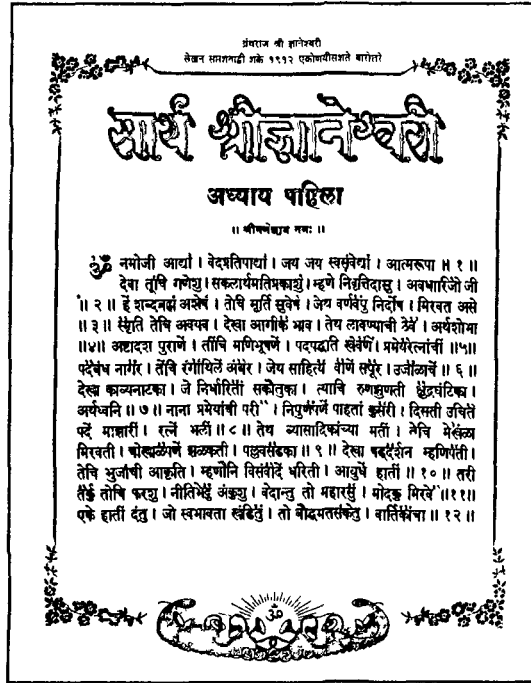 ग्रंथराज श्री ज्ञानेश्वरी
लेखन सामग्री शके १९१२ एकोणवीसशते बारोत्तरे
सार्थ श्रीज्ञानेश्वरी
अध्याय पहिला
॥ श्रीगणेशाय नमः ॥
ॐ नमोजी आद्या । वेदप्रतिपाद्या । जय जय स्वसंवेद्या । आत्मरूपा ॥ १ ॥
देवा तूंचि गणेशु । सकलार्थमतिप्रकाशु । म्हणे निवृत्तिदासु । अवधारिजो जी
॥ २ ॥ हें शब्दब्रह्म अशेष । तेचि मूर्ति सुवेष । जेथ वर्णवपु निर्दोष । मिरवत असे
॥ ३ ॥ स्मृति तेचि अवयव । देखा आंगीक भाव । तेथ लावण्याची ठेव । अर्थशोभा
॥४॥ अष्टादश पुराणें । तींचि मणिभूषणें । पदपद्धति खेवणें । प्रमेयरत्नांचीं ॥५॥
पदबंध नागर । तेंचि रंगाथिलें अंबर । जेथ साहित्य वाणें सपूर । उजाळाचें ॥ ६ ॥
देखा काव्यनाटका । जे निर्धारितां सकौतुका । त्याचि रुणझुणती क्षुद्रघंटिका ।
अर्थध्वनि ॥ ७ ॥ नाना प्रमेयांची परी । निपुणपणें पाहतां कुसरी । दिसती उचित
पदें माझारीं । रत्नें भलीं ॥ ८ ॥ तेथ व्यासादिकांच्या मती । तेचि मेखळा
मिरवती । चोखाळपणें झळकती । पल्लवसडका ॥ ९ ॥ देखा षड्दर्शन म्हणिपती ।
तेचि भुजांची आकृति । म्हणौनि विसंवादें धरिती । आयुधें हातीं ॥ १० ॥ तरी
तर्कु तोचि फरशु । नीतिभेदु अंकुशु । वेदान्तु तो महारसु । मोदकु मिरवे ॥११॥
एके हातीं दंतु । जो स्वभावता खंडितु । तो बौद्धमतसंकेतु । वार्तिकांचा ॥ १२ ॥
ॐ